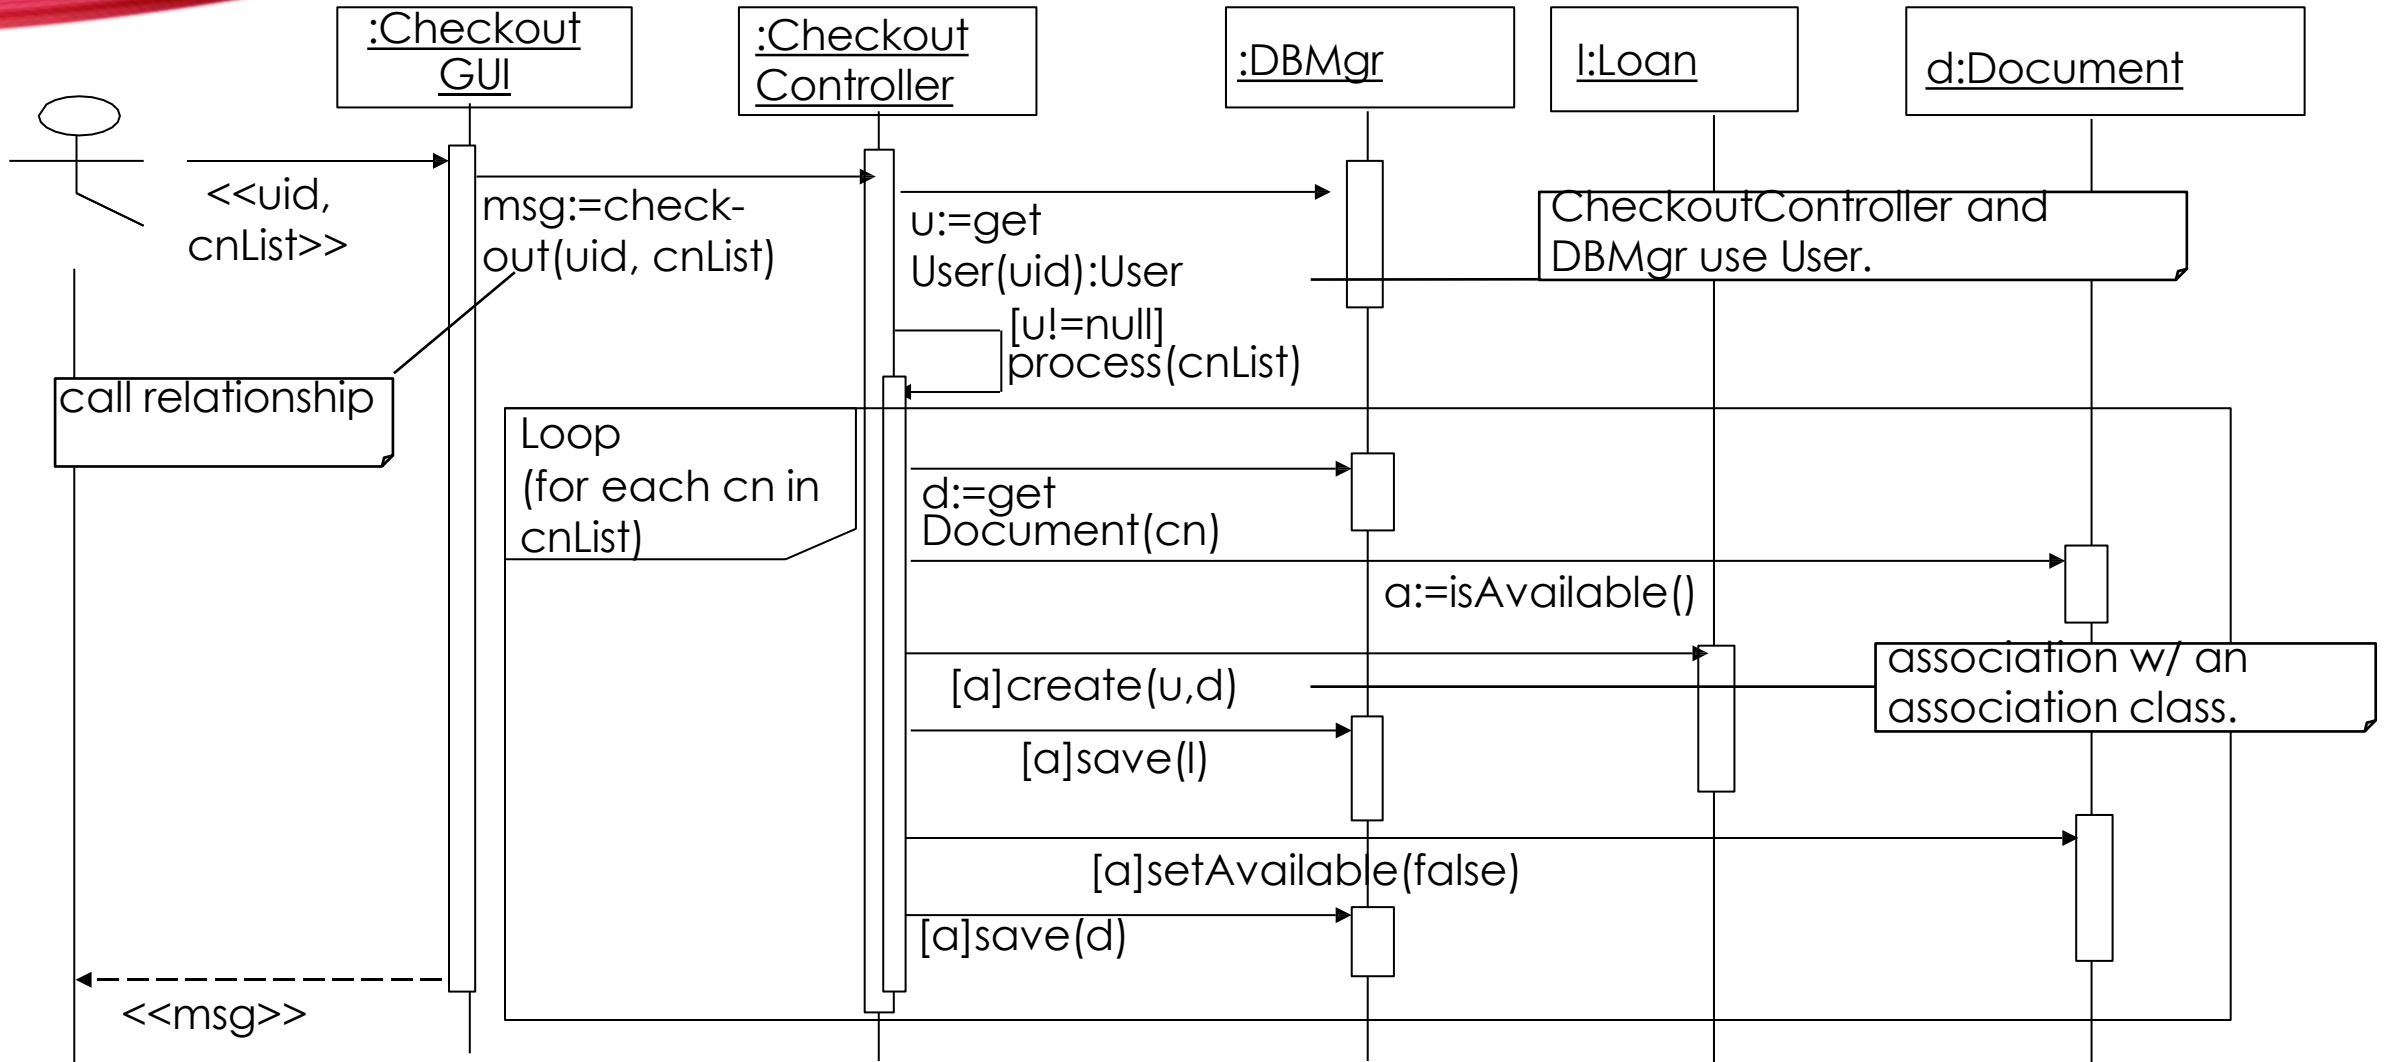 :Checkout
GUI
:Checkout
Controller
:DBMgr
l:Loan
d:Document
<<uid,
cnList>>
msg:=check-
out(uid, cnList)
u:=get
User(uid):User
CheckoutController and
DBMgr use User.
[u!=null]
process(cnList)
call relationship
Loop
(for each cn in
cnList)
d:=get
Document(cn)
a:=isAvailable()
[a]create(u,d)
association w/ an
association class.
[a]save(l)
[a]setAvailable(false)
[a]save(d)
<<msg>>